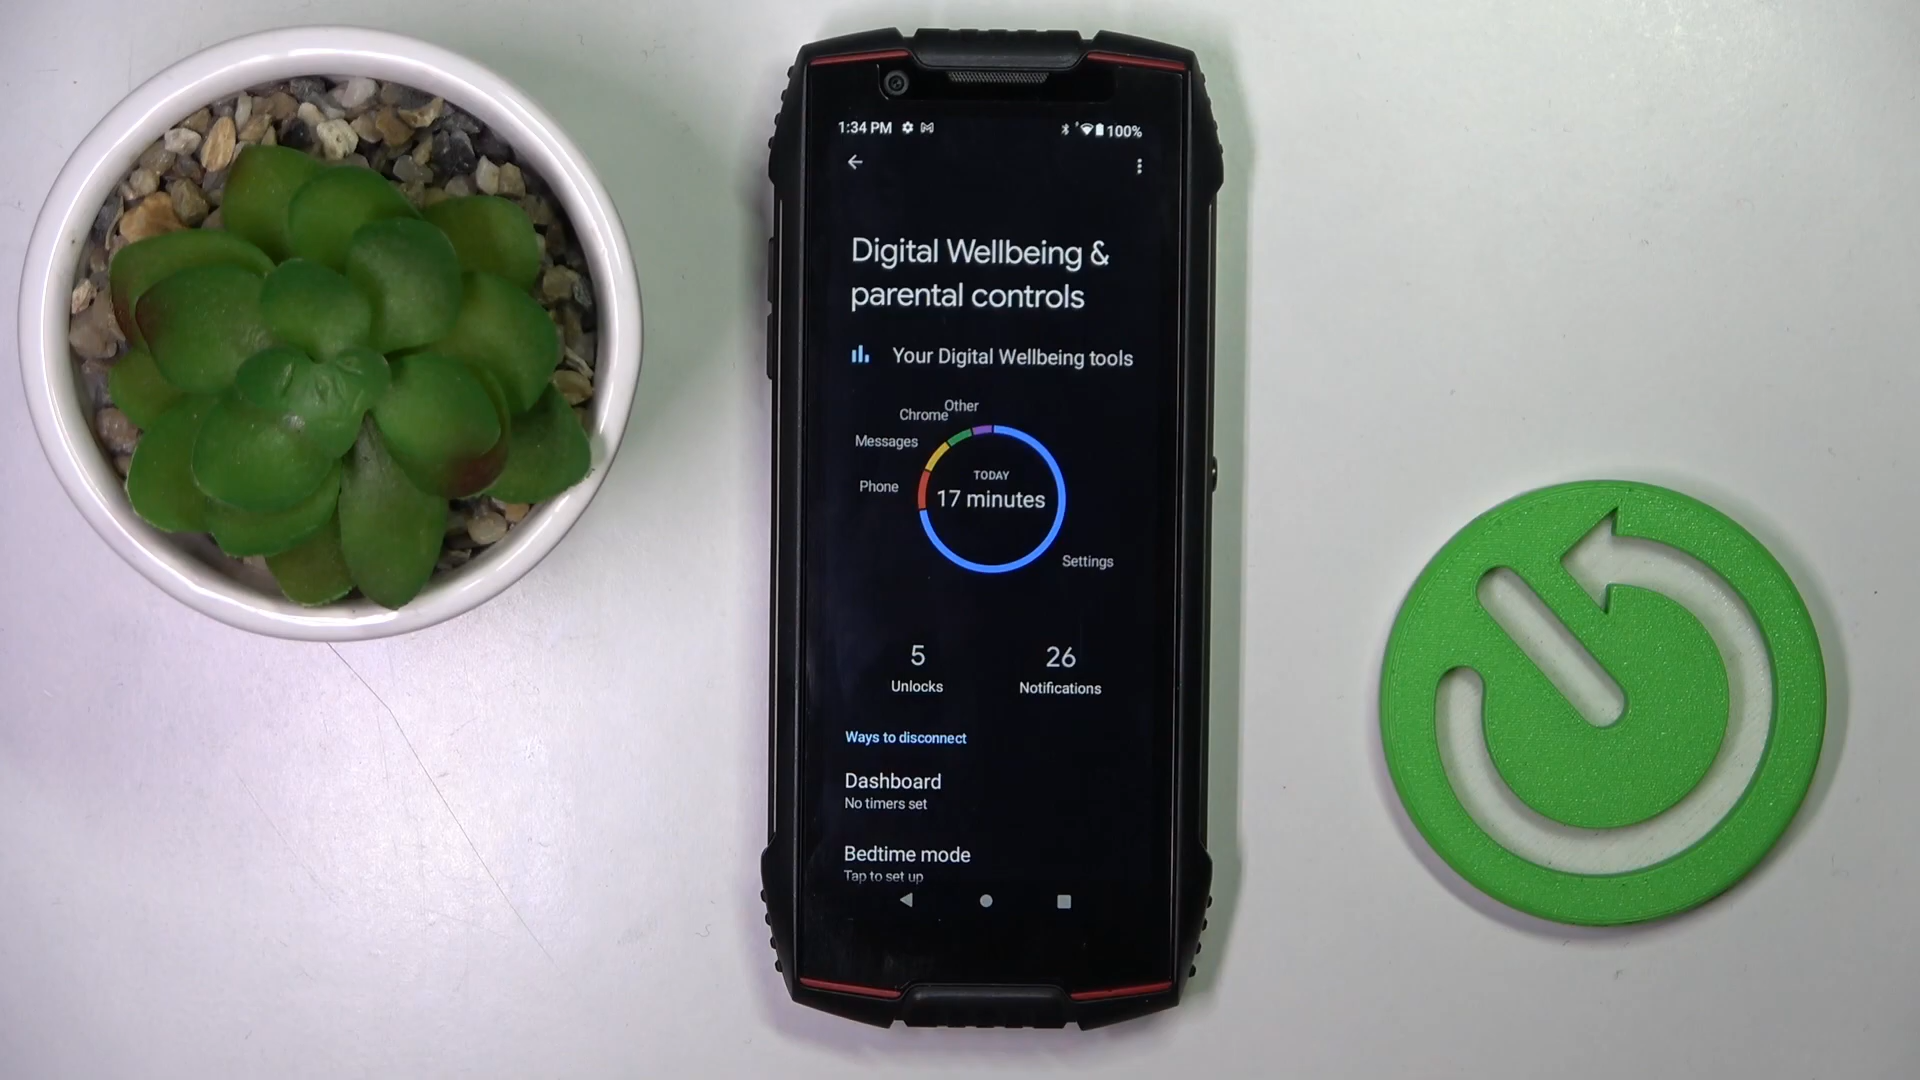 1:34 PM
100%
Digital Wellbeing &
parental controls
Your Digital Wellbeing tools
Other
Chrome
Messages
Phone
TODAY
17 minutes
Settings
5
Unlocks
26
Notifications
Ways to disconnect
Dashboard
No timers set
Bedtime mode
Tap to set up